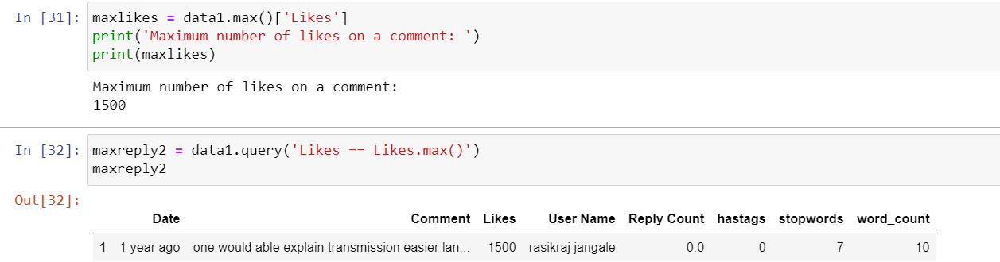 In [31]: maxlikes = data1.max()['Likes']
print('Maximum number of likes on a comment: ')
print(maxlikes)
Maximum number of likes on a comment:
1500
In [32]: maxreply2 = data1.query('Likes == Likes.max()')
maxreply2
Out[32]:
Date Comment Likes User Name Reply Count hastags stopwords word_count
1 1 year ago one would able explain transmission easier lan... 1500 rasikraj jangale 0.0 0 7 10